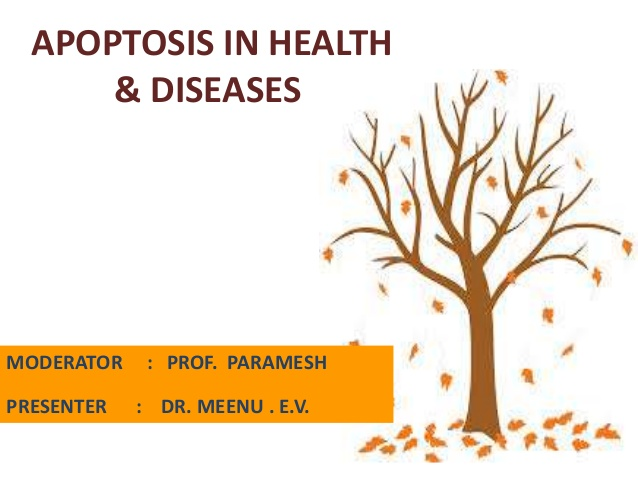 APOPTOSIS IN HEALTH
& DISEASES
MODERATOR : PROF. PARAMESH
PRESENTER : DR. MEENU . E.V.